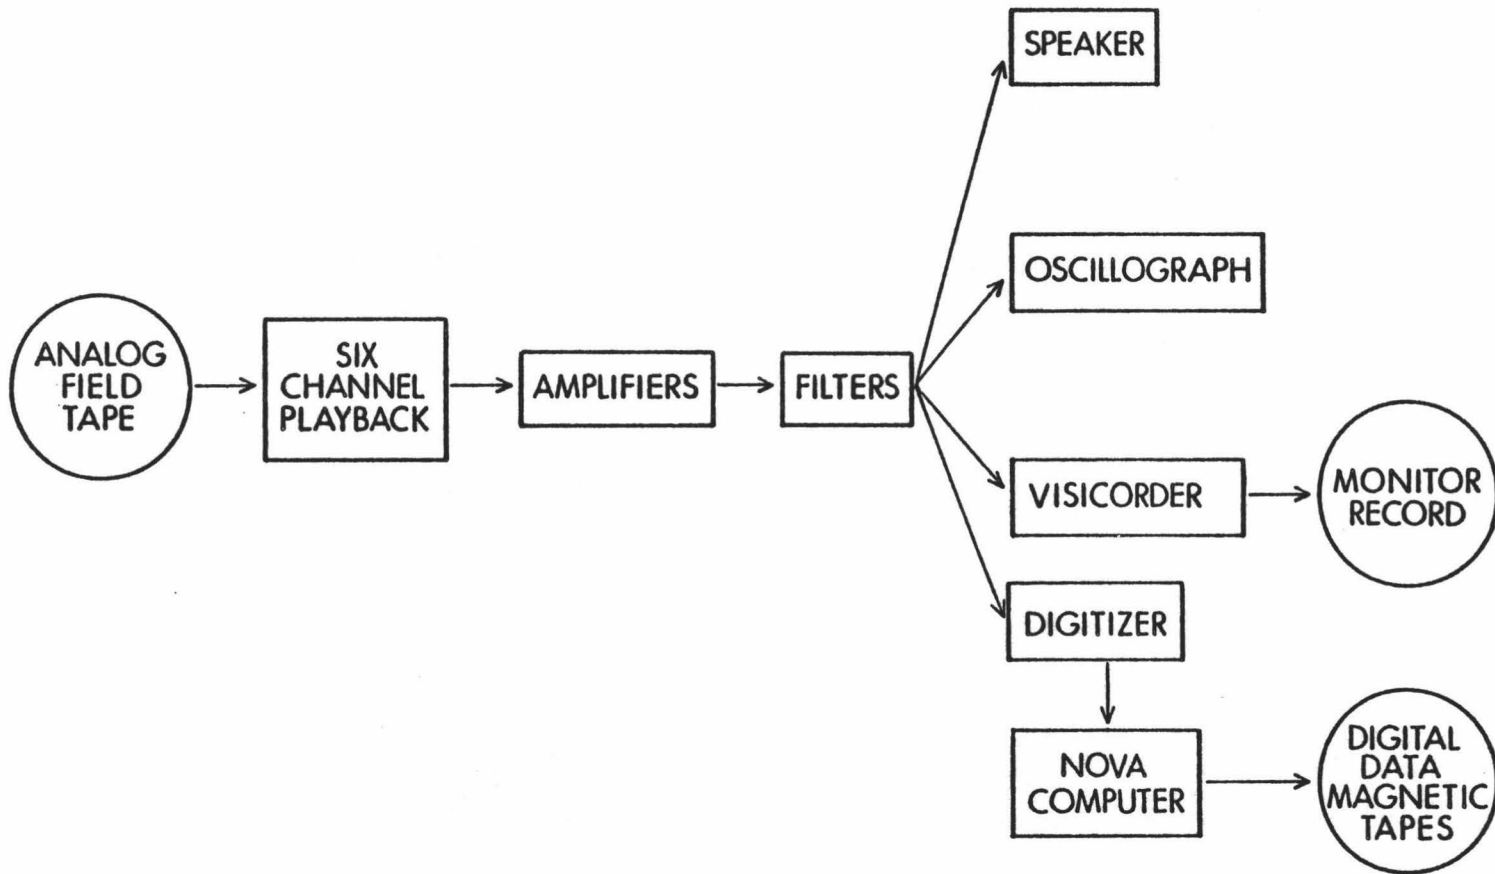 ANALOG
FIELD
TAPE
SIX
CHANNEL
PLAYBACK
AMPLIFIERS
FILTERS
SPEAKER
OSCILLOGRAPH
VISICORDER
MONITOR
RECORD
DIGITIZER
NOVA
COMPUTER
DIGITAL
DATA
MAGNETIC
TAPES